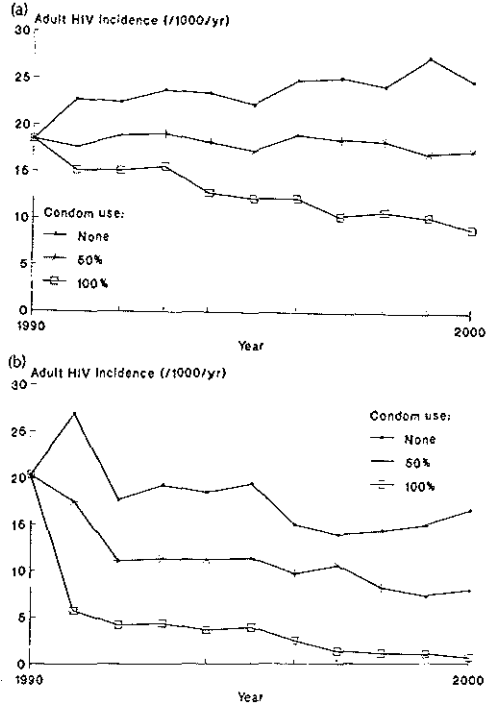 (a)
Adult HIV Incidence (/1000/yr)
30
25
20
15
10
5
0
Condom use:
None
50%
100%
1990
2000
Year
(b)
Adult HIV Incidence (/1000/yr)
30
25
20
15
10
5
0
Condom use:
None
50%
100%
1990
2000
Year